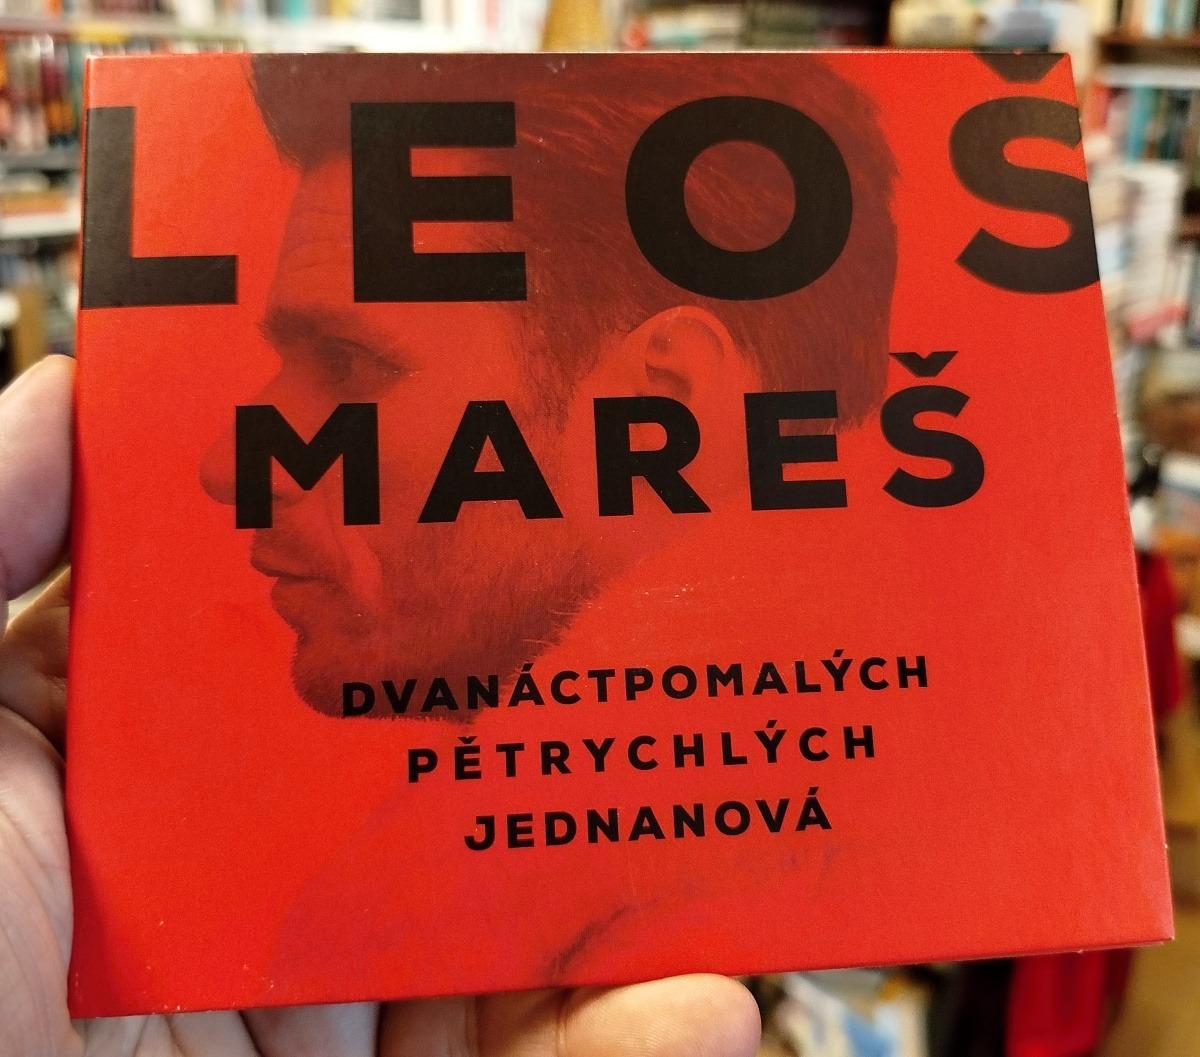 LEOŠ
MAREŠ
DVANÁCTPOMALÝCH
PĚTRYCHLÝCH
JEDNANOVÁ